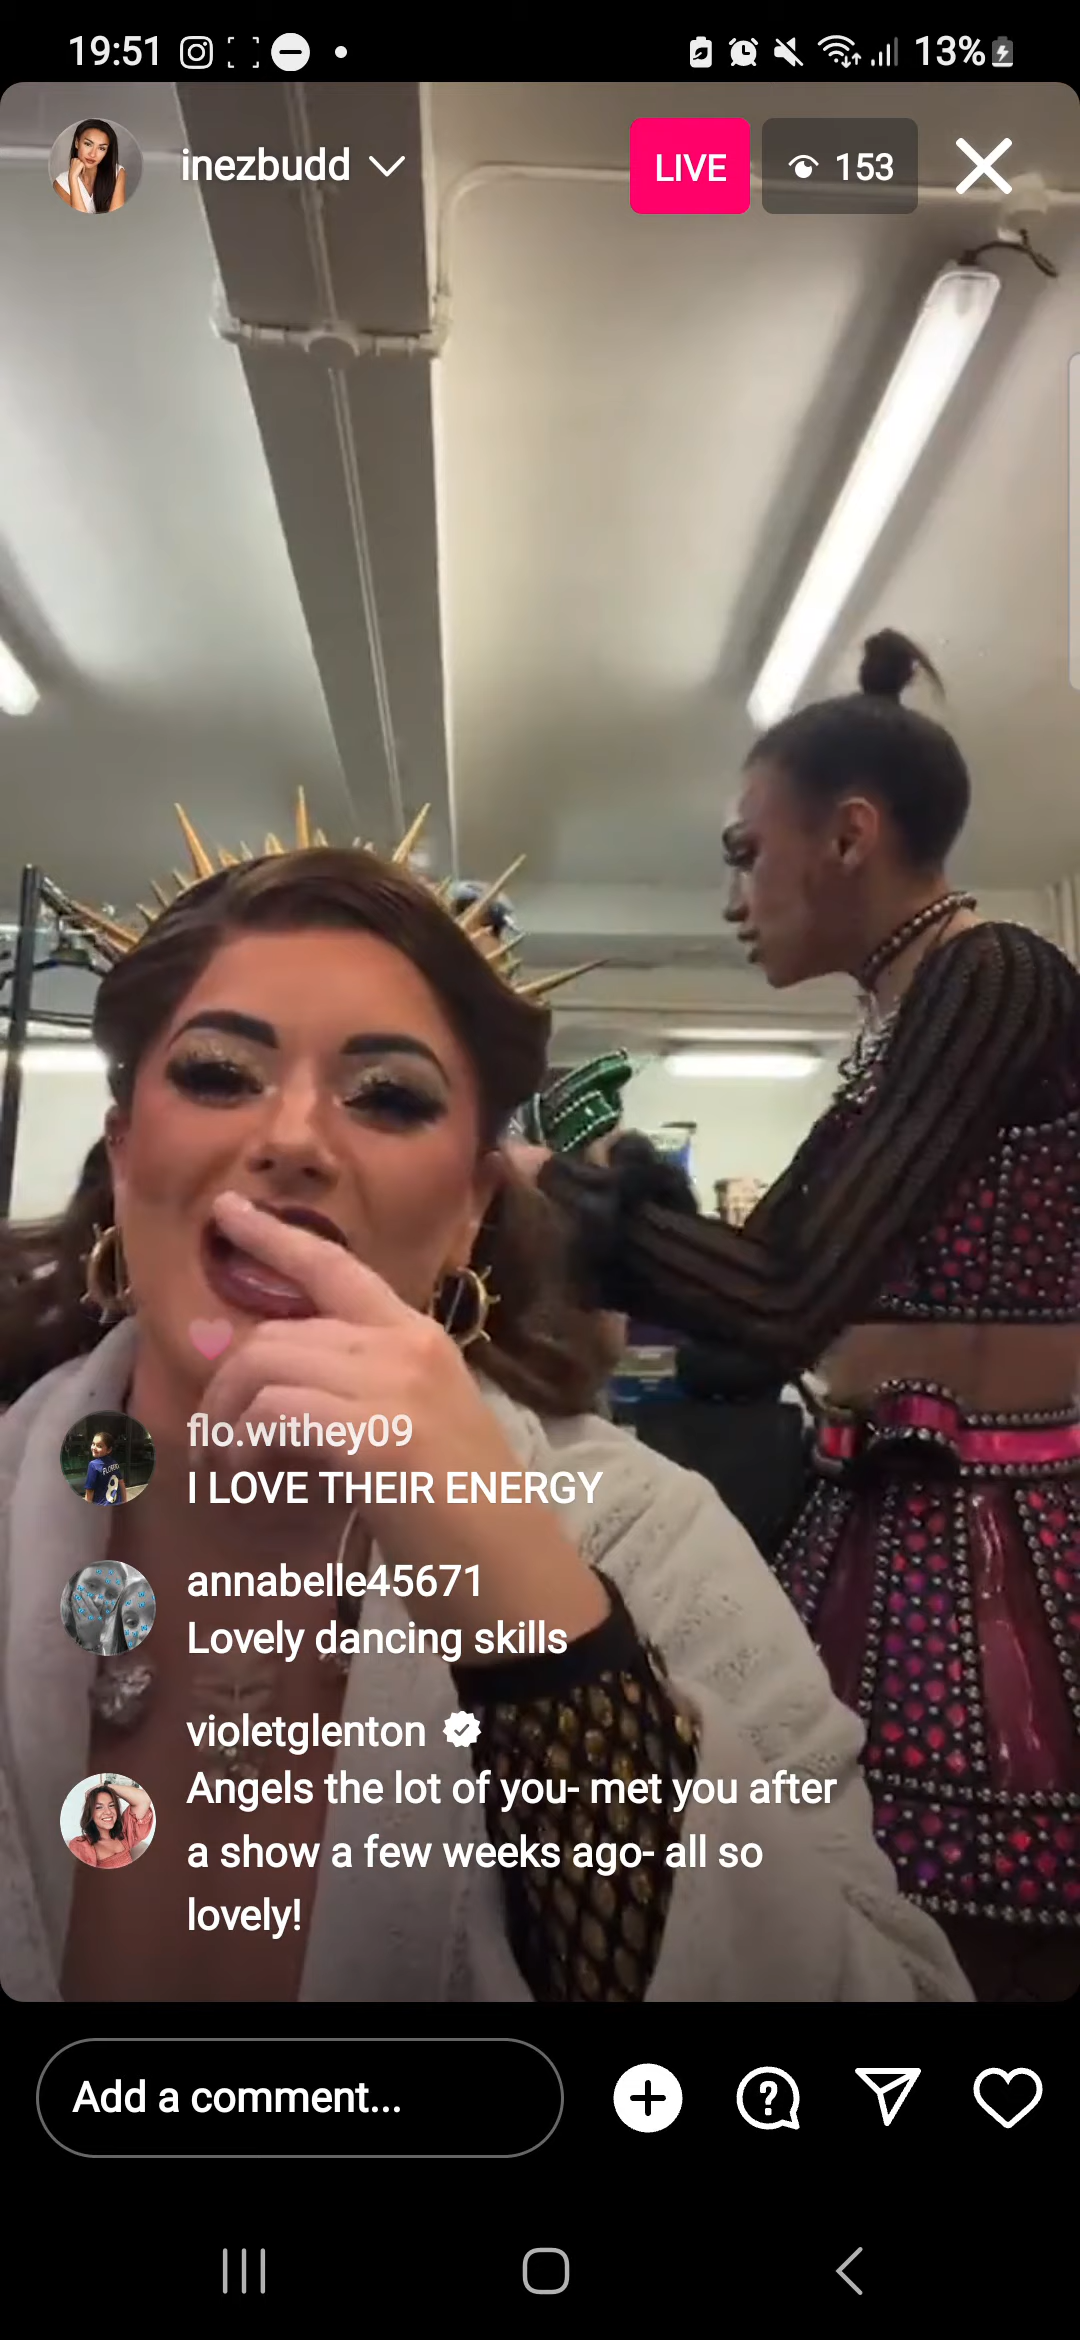 19:51
13%
inezbudd
LIVE
153
flo.withey09
I LOVE THEIR ENERGY
annabelle45671
Lovely dancing skills
violetglenton
Angels the lot of you- met you after
a show a few weeks ago- all so
lovely!
Add a comment...